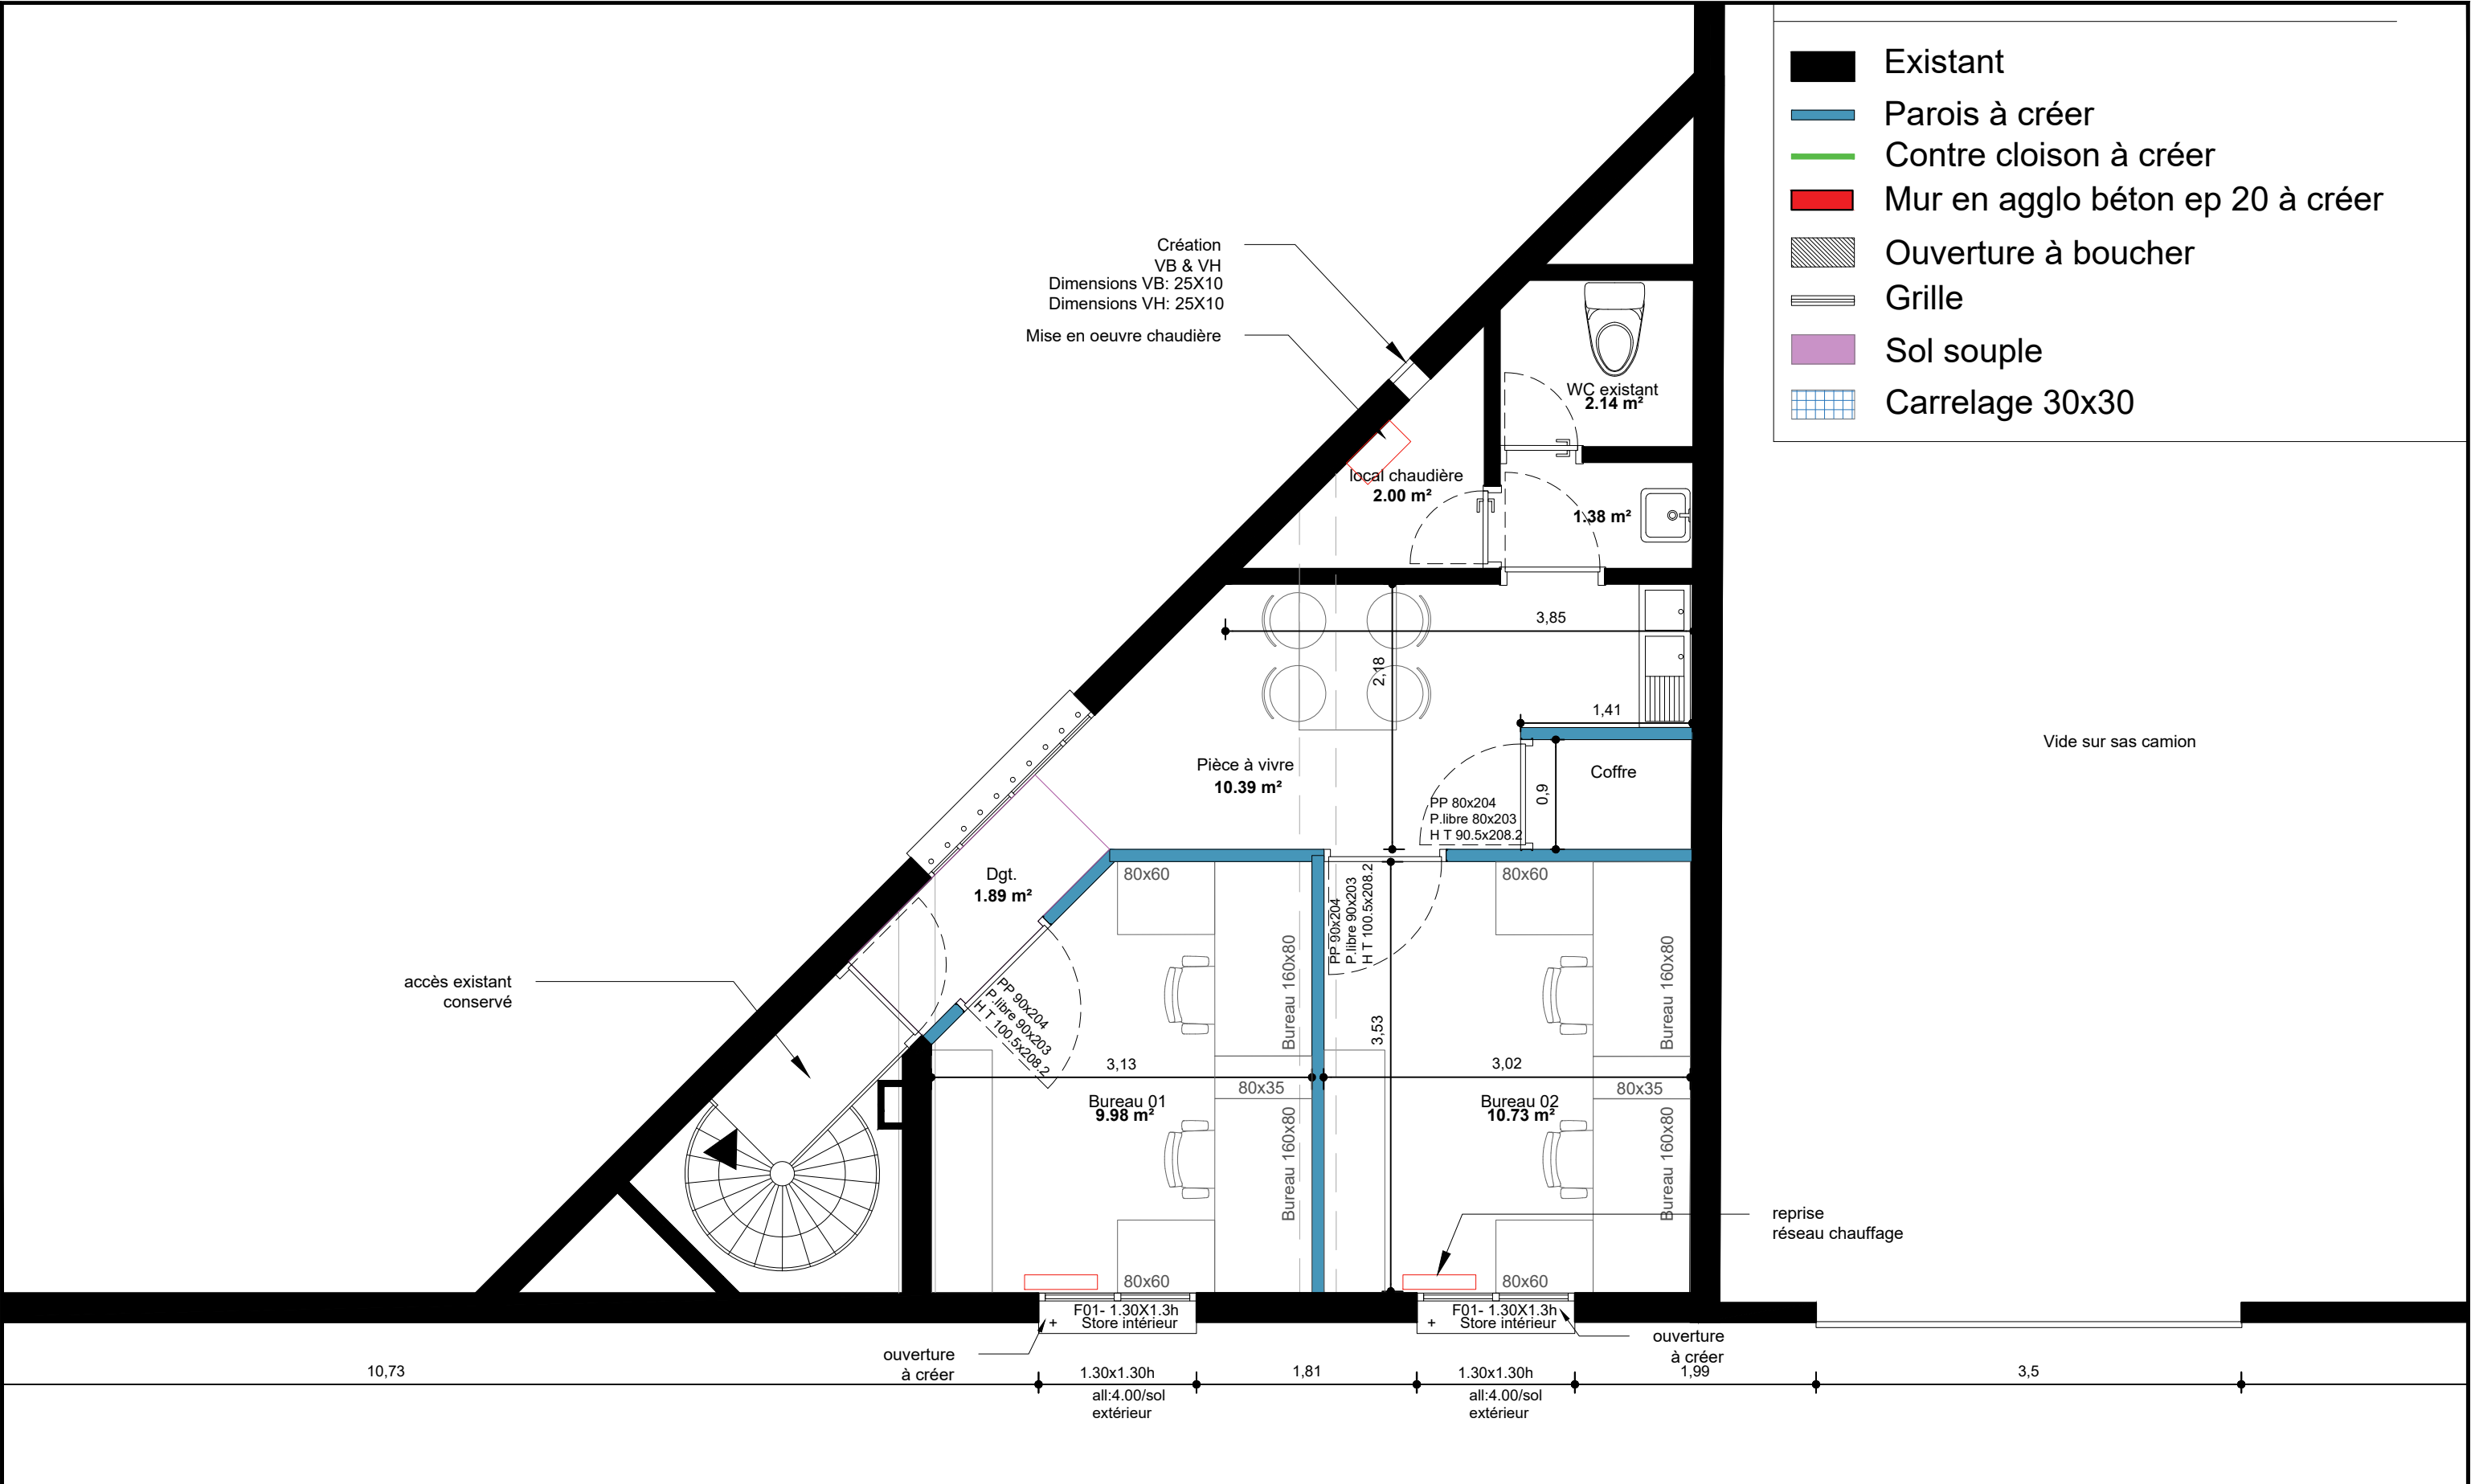 Existant
Parois à créer
Contre cloison à créer
Mur en agglo béton ep 20 à créer
Ouverture à boucher
Grille
Sol souple
Carrelage 30x30
Création
VB & VH
Dimensions VB: 25X10
Dimensions VH: 25X10
Mise en oeuvre chaudière
WC existant
2.14 m²
local chaudière
2.00 m²
1.38 m²
3,85
2,18
1,41
Vide sur sas camion
Pièce à vivre
10.39 m²
Coffre
0,9
PP 80x204
P.libre 80x203
H T 90.5x208.2
Dgt.
1.89 m²
80x60
80x60
PP 90x204
P.libre 90x203
H T 100.5x208.2
Bureau 160x80
Bureau 160x80
accès existant
conservé
PP 90x204
P.libre 90x203
H T 100.5x208.2
3,53
3,13
3,02
80x35
80x35
Bureau 01
9.98 m²
Bureau 02
10.73 m²
Bureau 160x80
Bureau 160x80
reprise
réseau chauffage
80x60
80x60
F01- 1.30X1.3h
+ Store intérieur
F01- 1.30X1.3h
+ Store intérieur
ouverture
à créer
ouverture
à créer
10,73
1.30x1.30h
1,81
1.30x1.30h
1,99
3,5
all:4.00/sol
extérieur
all:4.00/sol
extérieur